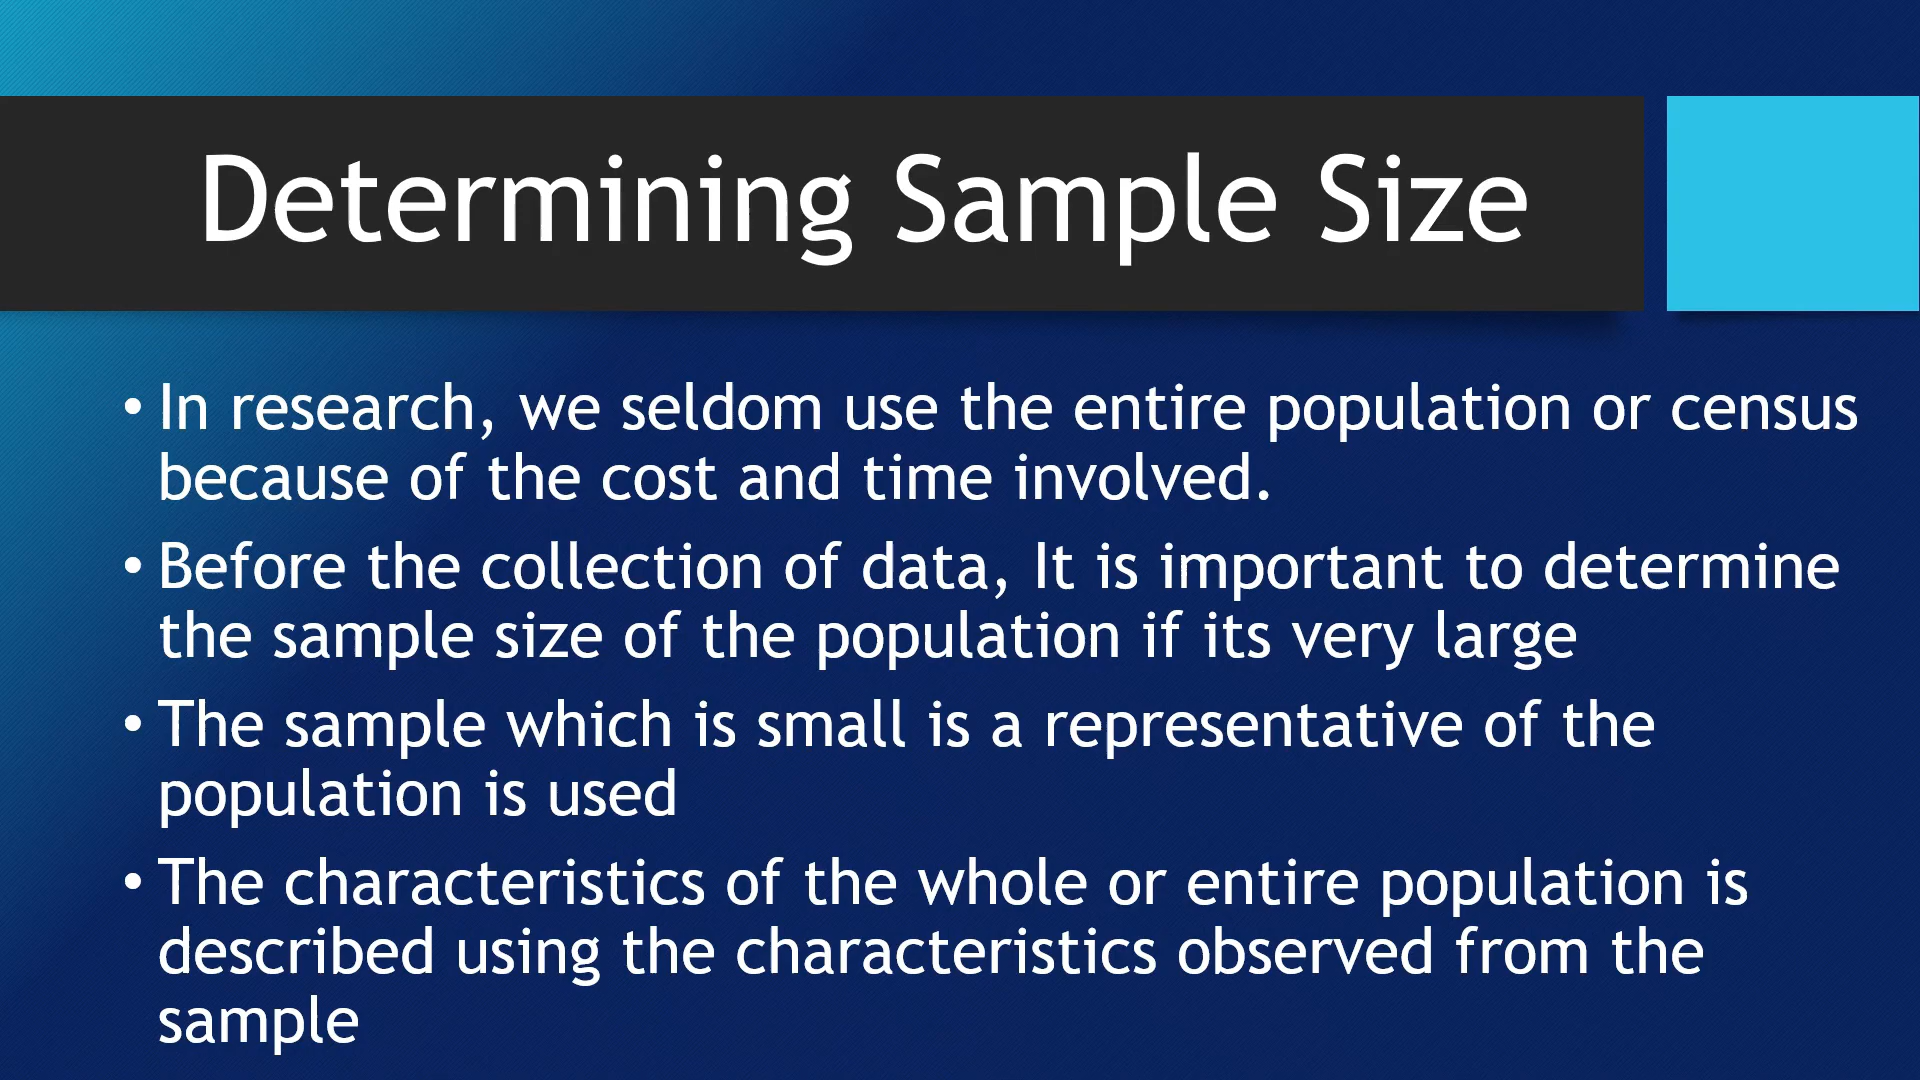 Determining Sample Size
• In research, we seldom use the entire population or census
because of the cost and time involved.
• Before the collection of data, It is important to determine
the sample size of the population if its very large
• The sample which is small is a representative of the
population is used
• The characteristics of the whole or entire population is
described using the characteristics observed from the
sample